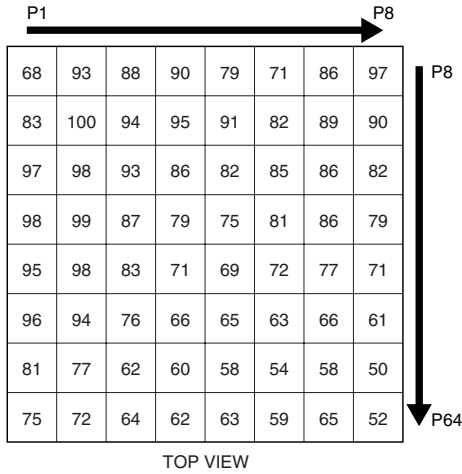 P1 P8
68 93 88 90 79 71 86 97 P8
83 100 94 95 91 82 89 90
97 98 93 86 82 85 86 82
98 99 87 79 75 81 86 79
95 98 83 71 69 72 77 71
96 94 76 66 65 63 66 61
81 77 62 60 58 54 58 50
75 72 64 62 63 59 65 52 P64
TOP VIEW